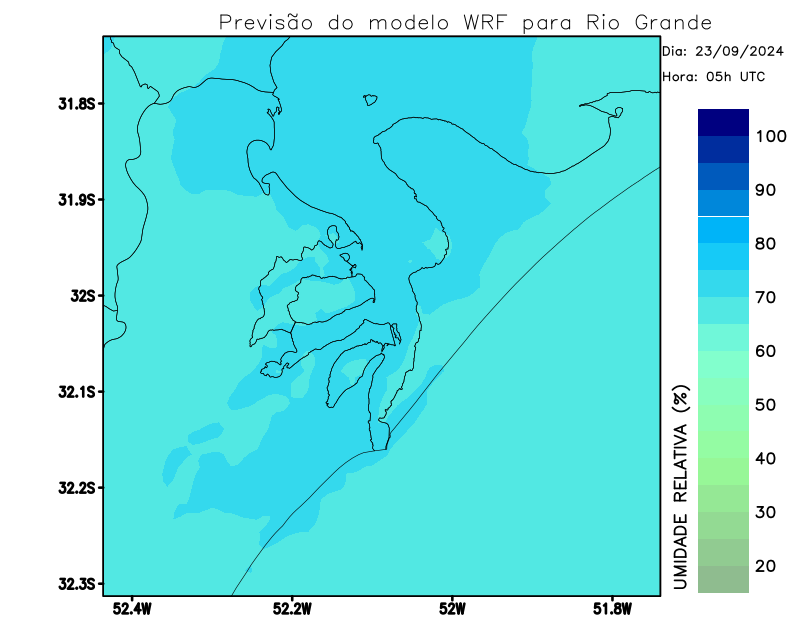 Previsão do modelo WRF para Rio Grande
Dia: 23/09/2024
Hora: 05h UTC
31.8S
31.9S
32S
32.1S
32.2S
32.3S
52.4W
52.2W
52W
51.8W
100
90
80
70
60
50
40
30
20
UMIDADE RELATIVA (%)